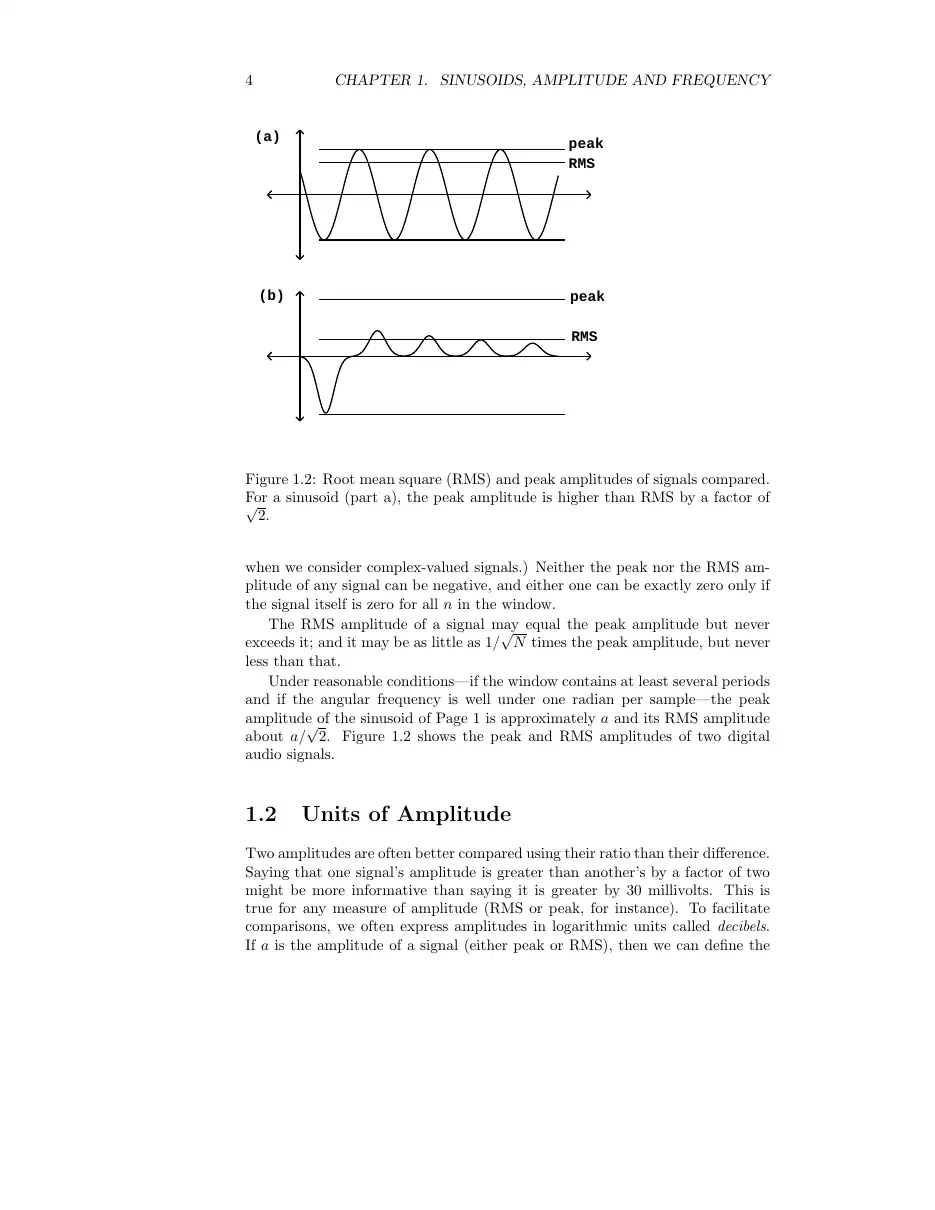 4 CHAPTER 1. SINUSOIDS, AMPLITUDE AND FREQUENCY
(a)
peak
RMS
(b)
peak
RMS
Figure 1.2: Root mean square (RMS) and peak amplitudes of signals compared.
For a sinusoid (part a), the peak amplitude is higher than RMS by a factor of
√2.
when we consider complex-valued signals.) Neither the peak nor the RMS am-
plitude of any signal can be negative, and either one can be exactly zero only if
the signal itself is zero for all n in the window.
The RMS amplitude of a signal may equal the peak amplitude but never
exceeds it; and it may be as little as 1/√N times the peak amplitude, but never
less than that.
Under reasonable conditions—if the window contains at least several periods
and if the angular frequency is well under one radian per sample—the peak
amplitude of the sinusoid of Page 1 is approximately a and its RMS amplitude
about a/√2. Figure 1.2 shows the peak and RMS amplitudes of two digital
audio signals.
1.2 Units of Amplitude
Two amplitudes are often better compared using their ratio than their difference.
Saying that one signal's amplitude is greater than another's by a factor of two
might be more informative than saying it is greater by 30 millivolts. This is
true for any measure of amplitude (RMS or peak, for instance). To facilitate
comparisons, we often express amplitudes in logarithmic units called decibels.
If a is the amplitude of a signal (either peak or RMS), then we can define the